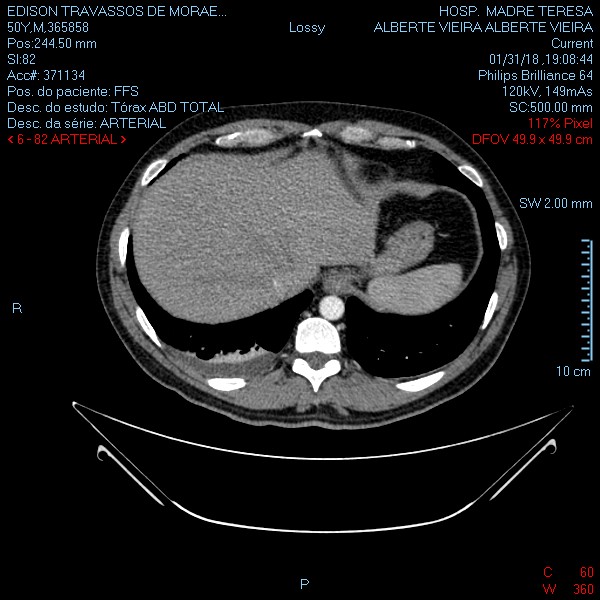 EDISON TRAVASSOS DE MORAE...
50Y,M,365858
Pos:244.50 mm
SI:82
Acc#: 371134
Pos. do paciente: FFS
Desc. do estudo: Tórax ABD TOTAL
Desc. da série: ARTERIAL
< 6 - 82 ARTERIAL >
Lossy
HOSP. MADRE TERESA
ALBERTE VIEIRA ALBERTE VIEIRA
Current
01/31/18 ,19:08:44
Philips Brilliance 64
120kV, 149mAs
SC:500.00 mm
117% Pixel
DFOV 49.9 x 49.9 cm
SW 2.00 mm
R
10 cm
P
C 60
W 360